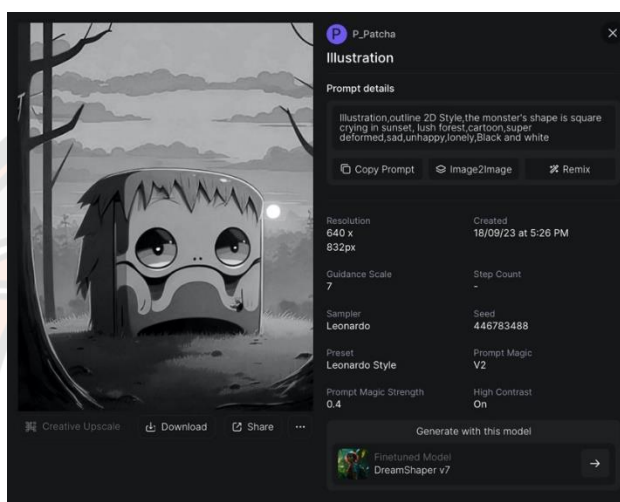 P P_Patcha
Illustration
Prompt details
Illustration,outline 2D Style,the monster's shape is square
crying in sunset, lush forest,cartoon,super
deformed,sad,unhappy,lonely,Black and white
Copy Prompt Image2Image Remix
Resolution Created
640 x 18/09/23 at 5:26 PM
832px
Guidance Scale Step Count
7 -
Sampler Seed
Leonardo 446783488
Preset Prompt Magic
Leonardo Style V2
Prompt Magic Strength High Contrast
0.4 On
Creative Upscale Download Share ...
Generate with this model
Finetuned Model
DreamShaper v7